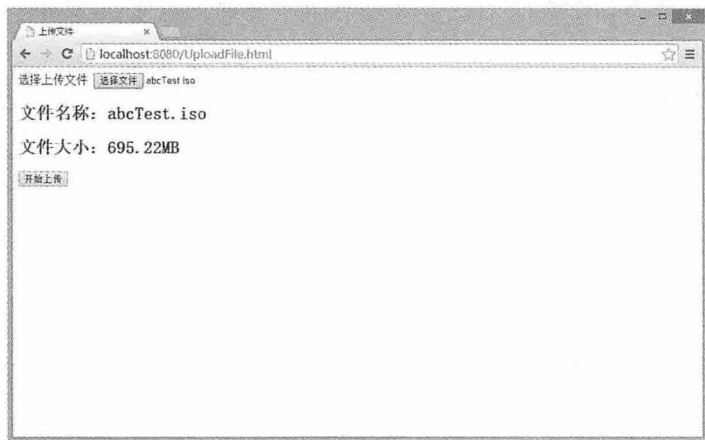 上传文件
localhost:8080/UploadFile.html
选择上传文件 选择文件 abcTest.iso
文件名称：abcTest.iso
文件大小：695.22MB
开始上传